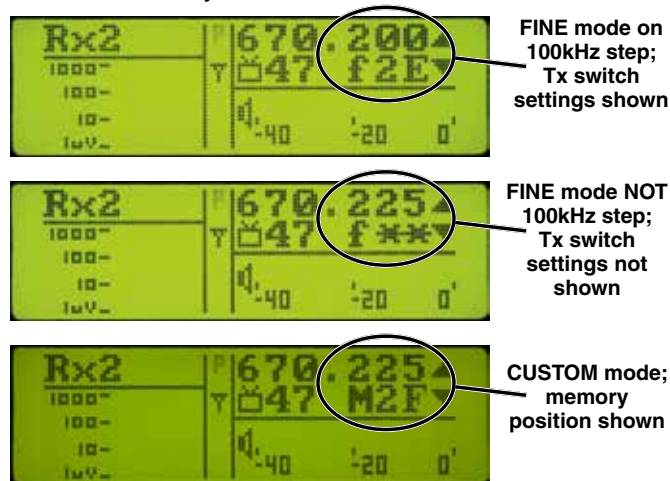 Rx2
P 670.200▲
47 f2E▼
1000-
100-
10-
1uV-
-40 -20 0
FINE mode on
100kHz step;
Tx switch
settings shown
Rx2
P 670.225▲
47 f**▼
1000-
100-
10-
1uV-
-40 -20 0
FINE mode NOT
100kHz step;
Tx switch
settings not
shown
Rx2
P 670.225▲
47 M2F▼
1000-
100-
10-
1uV-
-40 -20 0
CUSTOM mode;
memory
position shown